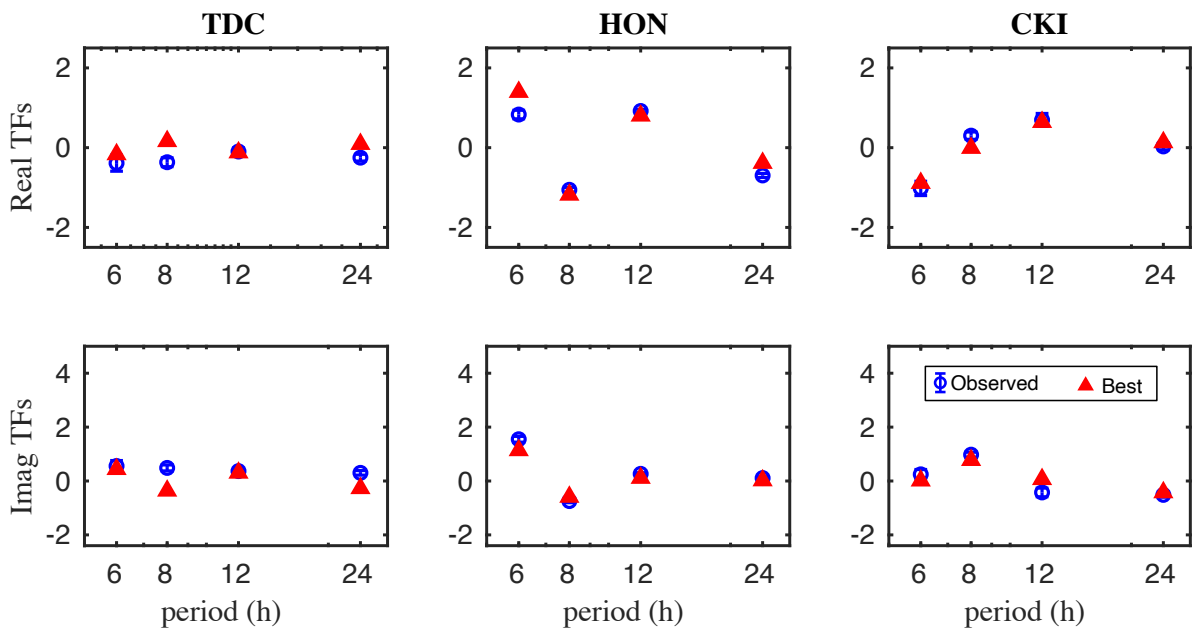 TDC HON CKI
Real TFs
2 2 2
0 0 0
-2 -2 -2
6 8 12 24 6 8 12 24 6 8 12 24
Imag TFs
4 4 4
Observed Best
2 2 2
0 0 0
-2 -2 -2
6 8 12 24 6 8 12 24 6 8 12 24
period (h) period (h) period (h)